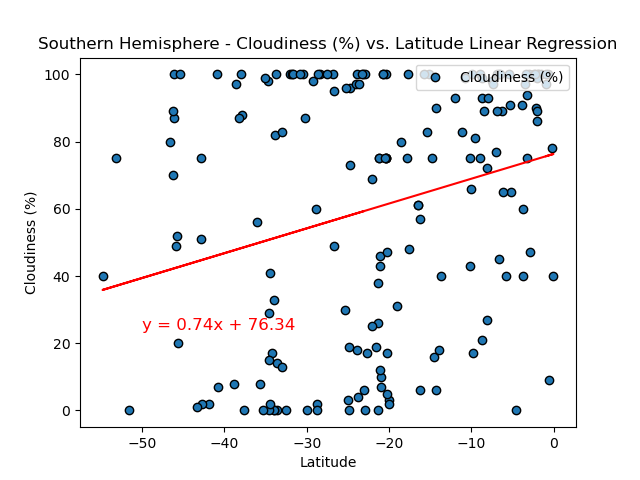 Southern Hemisphere - Cloudiness (%) vs. Latitude Linear Regression
Cloudiness (%)
100
80
60
40
20
0
Cloudiness (%)
y = 0.74x + 76.34
−50
−40
−30
−20
−10
0
Latitude